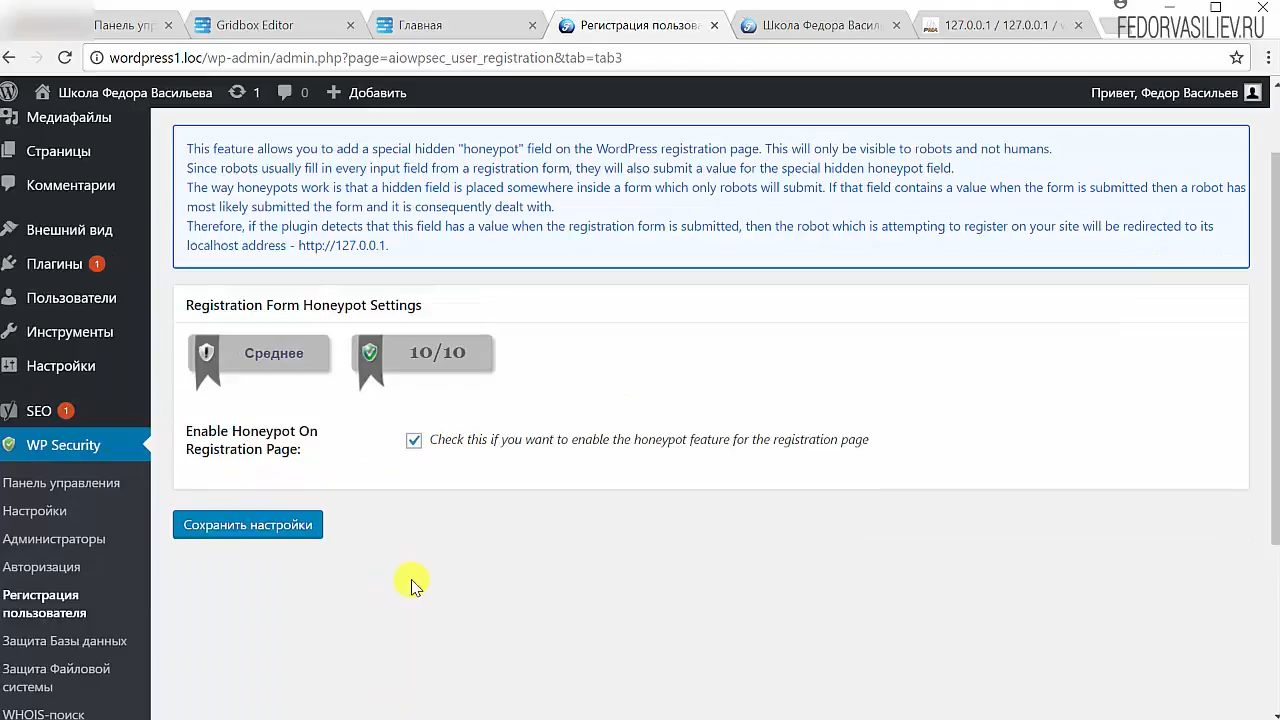 Панель упр
Gridbox Editor
Главная
Регистрация пользова
Школа Федора Васил
127.0.0.1 / 127.0.0.1 /
FEDORVASILIEV.RU
wordpress1.loc/wp-admin/admin.php?page=aiowpsec_user_registration&tab=tab3
Школа Федора Васильева
1
0
Добавить
Привет, Федор Васильев
Медиафайлы
Страницы
Комментарии
Внешний вид
Плагины 1
Пользователи
Инструменты
Настройки
SEO 1
WP Security
Панель управления
Настройки
Администраторы
Авторизация
Регистрация
пользователя
Защита Базы данных
Защита Файловой
системы
WHOIS-поиск
This feature allows you to add a special hidden "honeypot" field on the WordPress registration page. This will only be visible to robots and not humans.
Since robots usually fill in every input field from a registration form, they will also submit a value for the special hidden honeypot field.
The way honeypots work is that a hidden field is placed somewhere inside a form which only robots will submit. If that field contains a value when the form is submitted then a robot has
most likely submitted the form and it is consequently dealt with.
Therefore, if the plugin detects that this field has a value when the registration form is submitted, then the robot which is attempting to register on your site will be redirected to its
localhost address - http://127.0.0.1.
Registration Form Honeypot Settings
Среднее
10/10
Enable Honeypot On
Registration Page:
Check this if you want to enable the honeypot feature for the registration page
Сохранить настройки